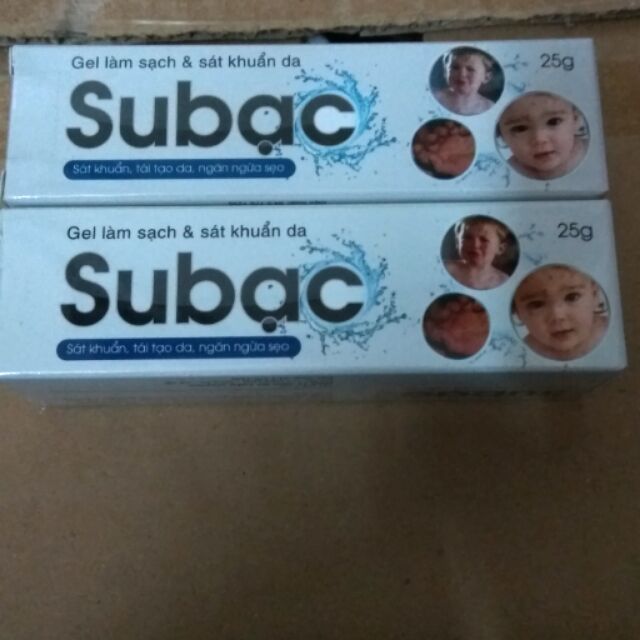 Gel làm sạch & sát khuẩn da
25g
Subạc
Sát khuẩn, tái tạo da, ngăn ngừa sẹo
Gel làm sạch & sát khuẩn da
25g
Subạc
Sát khuẩn, tái tạo da, ngăn ngừa sẹo